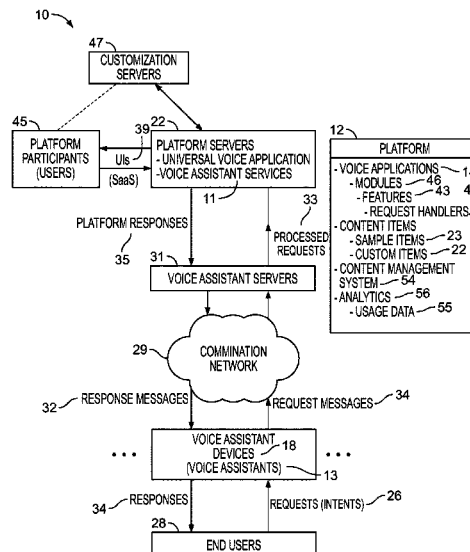 10
47
CUSTOMIZATION
SERVERS
45
39
22
12
PLATFORM
PARTICIPANTS
(USERS)
UIs
(SaaS)
PLATFORM SERVERS
- UNIVERSAL VOICE APPLICATION
-VOICE ASSISTANT SERVICES
11
33
PLATFORM
RESPONSES
35
PROCESSED
REQUESTS
31
VOICE ASSISTANT SERVERS
PLATFORM
- VOICE APPLICATIONS 14
- MODULES 46
- FEATURES 43
- REQUEST HANDLERS
- CONTENT ITEMS
- SAMPLE ITEMS 23
- CUSTOM ITEMS 22
- CONTENT MANAGEMENT
SYSTEM 54
- ANALYTICS 56
- USAGE DATA 55
29
COMMINATION
NETWORK
32
RESPONSE MESSAGES
REQUEST MESSAGES
34
VOICE ASSISTANT
DEVICES 18
(VOICE ASSISTANTS) 13
34
RESPONSES
REQUESTS (INTENTS)
26
28
END USERS